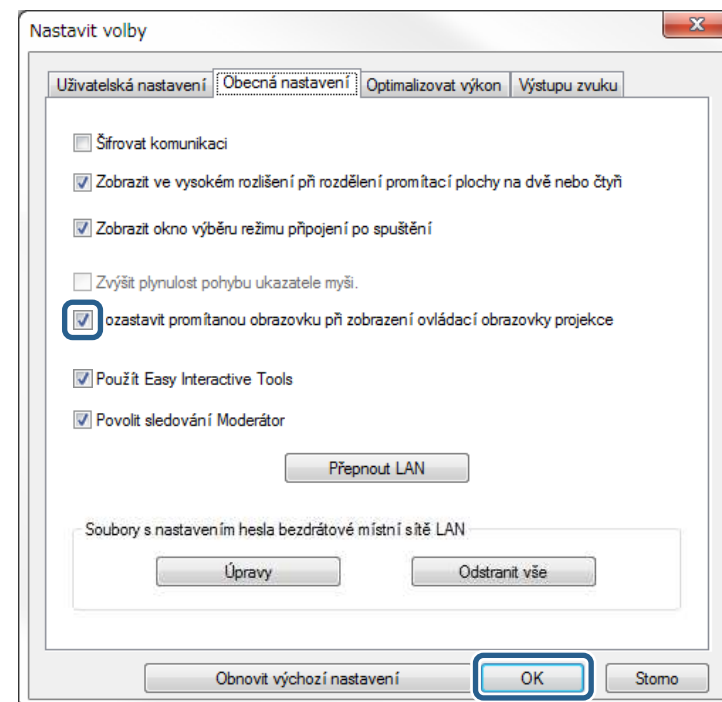 Nastavit volby
Uživatelská nastavení Obecná nastavení Optimalizovat výkon Výstupu zvuku
Šifrovat komunikaci
Zobrazit ve vysokém rozlišení při rozdělení promítací plochy na dvě nebo čtyři
Zobrazit okno výběru režimu připojení po spuštění
Zvýšit plynulost pohybu ukazatele myši.
ozastavit promítanou obrazovku při zobrazení ovládací obrazovky projekce
Použít Easy Interactive Tools
Povolit sledování Moderátor
Přepnout LAN
Soubory s nastavením hesla bezdrátové místní sítě LAN
Úpravy Odstranit vše
Obnovit výchozí nastavení OK Storno